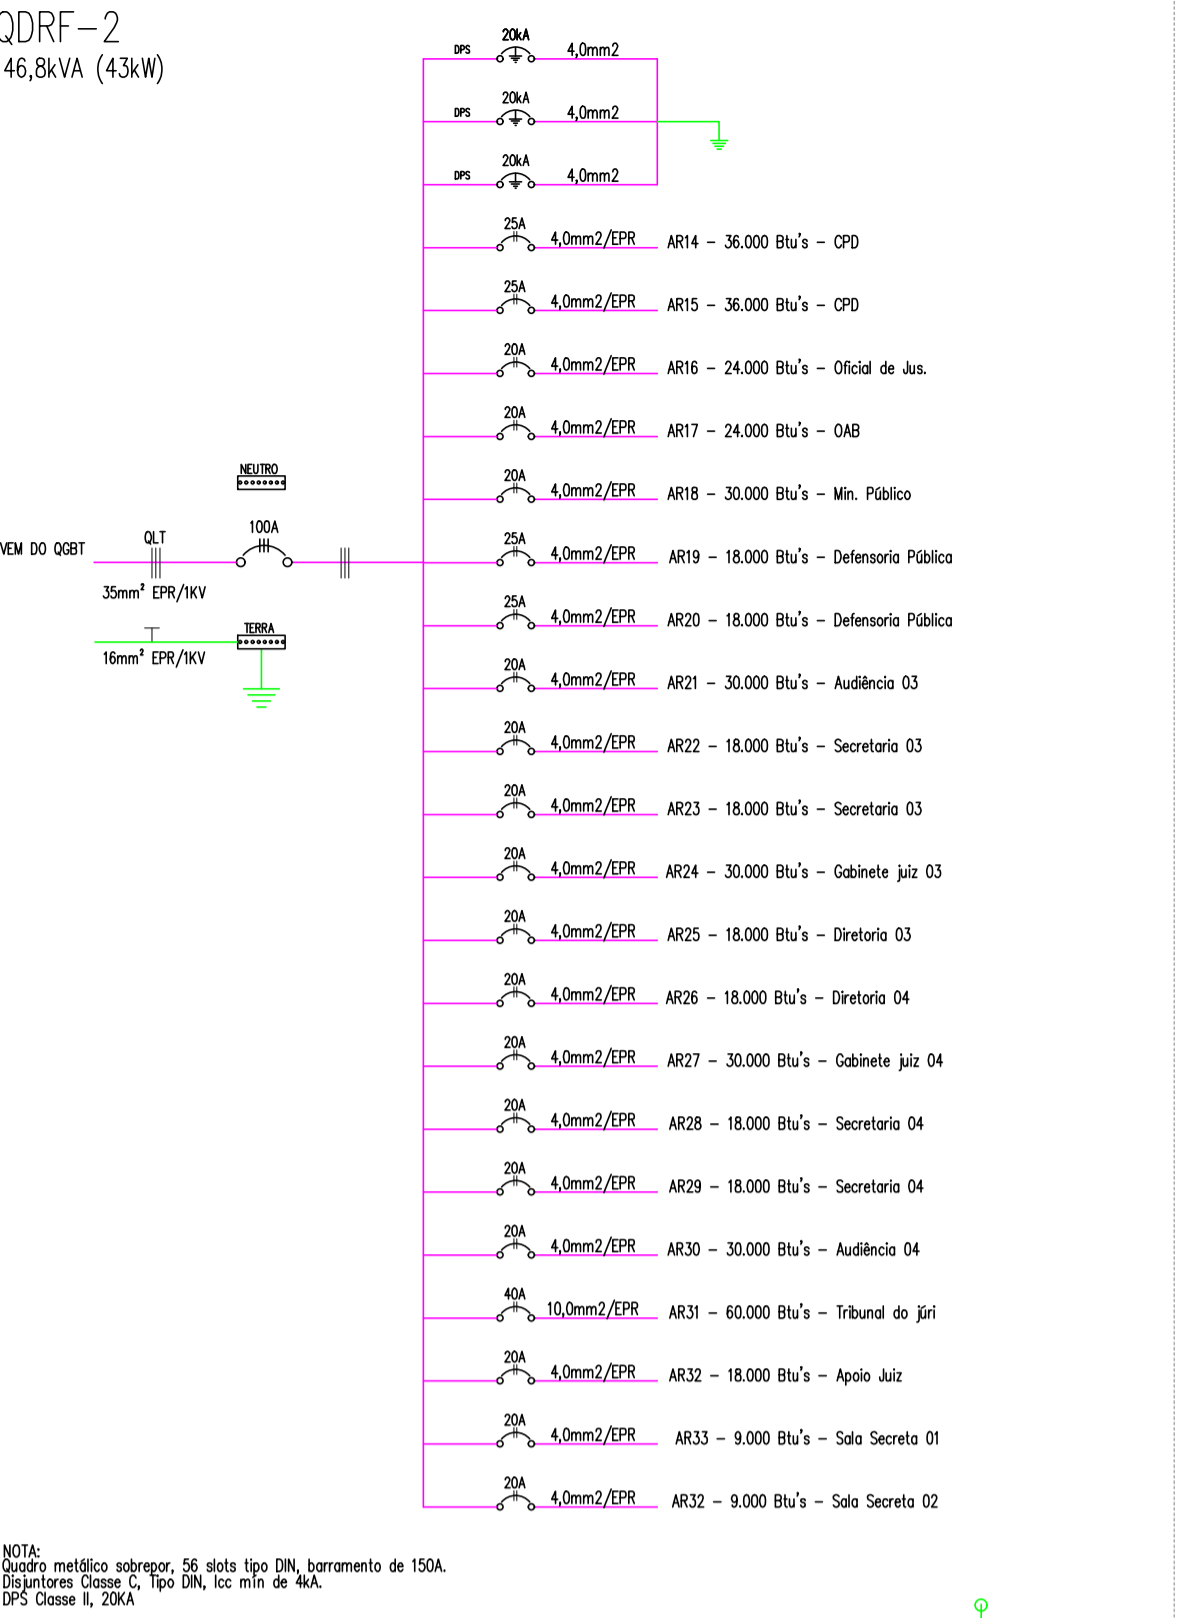 QDRF-2
46,8kVA (43kW)
DPS 20kA 4,0mm2
DPS 20kA 4,0mm2
DPS 20kA 4,0mm2
25A 4,0mm2/EPR AR14 - 36.000 Btu's - CPD
25A 4,0mm2/EPR AR15 - 36.000 Btu's - CPD
20A 4,0mm2/EPR AR16 - 24.000 Btu's - Oficial de Jus.
20A 4,0mm2/EPR AR17 - 24.000 Btu's - OAB
20A 4,0mm2/EPR AR18 - 30.000 Btu's - Min. Público
NEUTRO
VEM DO QGBT
QLT
100A
35mm² EPR/1KV
TERRA
16mm² EPR/1KV
25A 4,0mm2/EPR AR19 - 18.000 Btu's - Defensoria Pública
25A 4,0mm2/EPR AR20 - 18.000 Btu's - Defensoria Pública
20A 4,0mm2/EPR AR21 - 30.000 Btu's - Audiência 03
20A 4,0mm2/EPR AR22 - 18.000 Btu's - Secretaria 03
20A 4,0mm2/EPR AR23 - 18.000 Btu's - Secretaria 03
20A 4,0mm2/EPR AR24 - 30.000 Btu's - Gabinete juiz 03
20A 4,0mm2/EPR AR25 - 18.000 Btu's - Diretoria 03
20A 4,0mm2/EPR AR26 - 18.000 Btu's - Diretoria 04
20A 4,0mm2/EPR AR27 - 30.000 Btu's - Gabinete juiz 04
20A 4,0mm2/EPR AR28 - 18.000 Btu's - Secretaria 04
20A 4,0mm2/EPR AR29 - 18.000 Btu's - Secretaria 04
20A 4,0mm2/EPR AR30 - 30.000 Btu's - Audiência 04
40A 10,0mm2/EPR AR31 - 60.000 Btu's - Tribunal do júri
20A 4,0mm2/EPR AR32 - 18.000 Btu's - Apoio Juiz
20A 4,0mm2/EPR AR33 - 9.000 Btu's - Sala Secreta 01
20A 4,0mm2/EPR AR32 - 9.000 Btu's - Sala Secreta 02
NOTA:
Quadro metálico sobrepor, 56 slots tipo DIN, barramento de 150A.
Disjuntores Classe C, Tipo DIN, Icc mín de 4kA.
DPS Classe II, 20KA